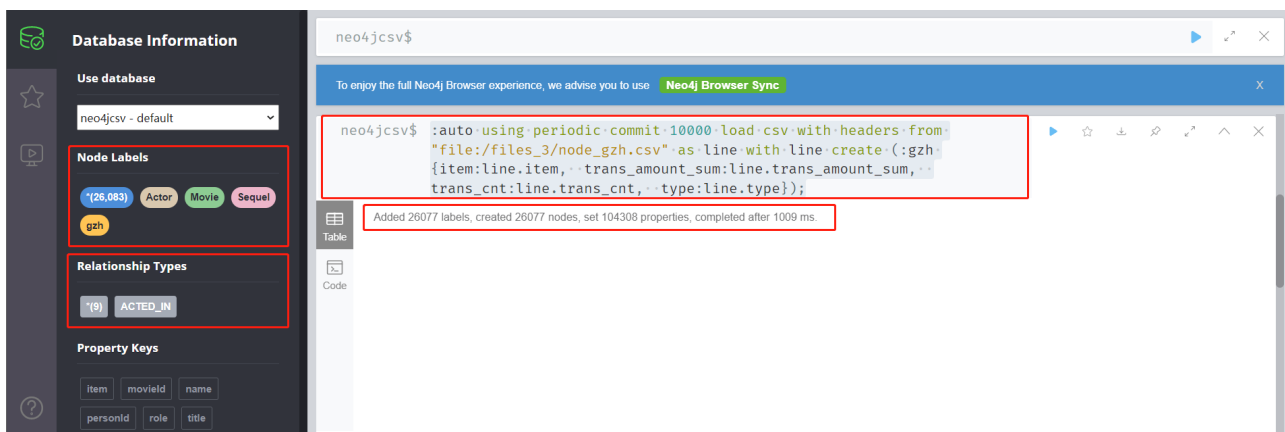 Database Information
Use database
neo4jcsv - default
Node Labels
*(26,083) Actor Movie Sequel
gzh
Relationship Types
*(9) ACTED_IN
Property Keys
item movieId name
personId role title
neo4jcsv$
To enjoy the full Neo4j Browser experience, we advise you to use Neo4j Browser Sync
neo4jcsv$ :auto using periodic commit 10000 load csv with headers from
"file:/files_3/node_gzh.csv" as line with line create (:gzh
{item:line.item, trans_amount_sum:line.trans_amount_sum,
trans_cnt:line.trans_cnt, type:line.type});
Table
Added 26077 labels, created 26077 nodes, set 104308 properties, completed after 1009 ms.
Code